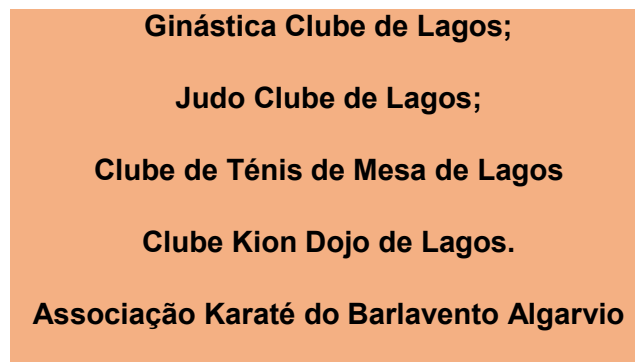 Ginástica Clube de Lagos;
Judo Clube de Lagos;
Clube de Ténis de Mesa de Lagos
Clube Kion Dojo de Lagos.
Associação Karaté do Barlavento Algarvio